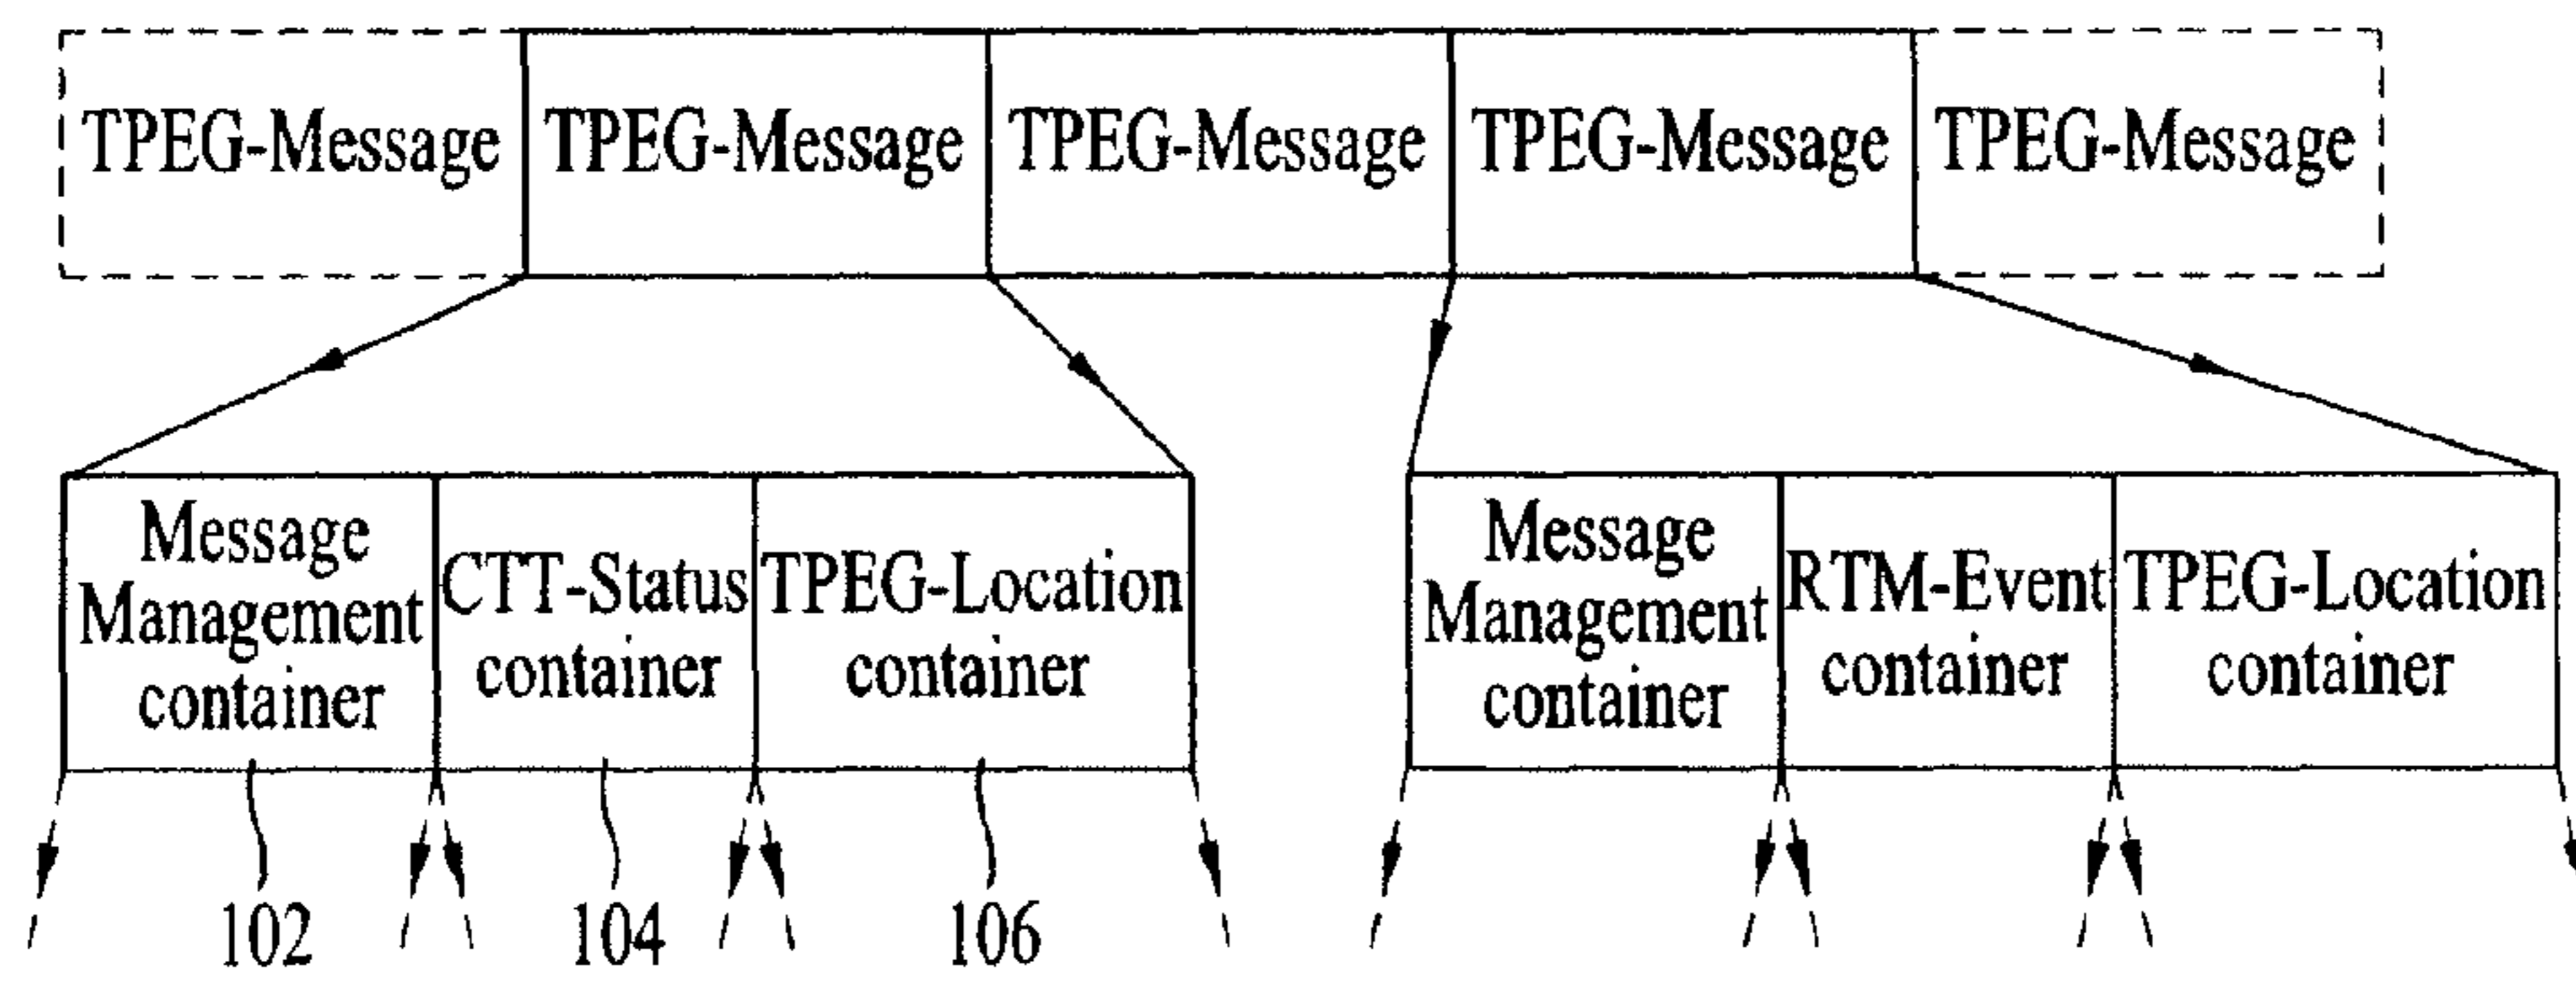 TPEG-Message TPEG-Message TPEG-Message TPEG-Message TPEG-Message
Message
Management
container
CTT-Status
container
TPEG-Location
container
Message
Management
container
RTM-Event
container
TPEG-Location
container
102
104
106